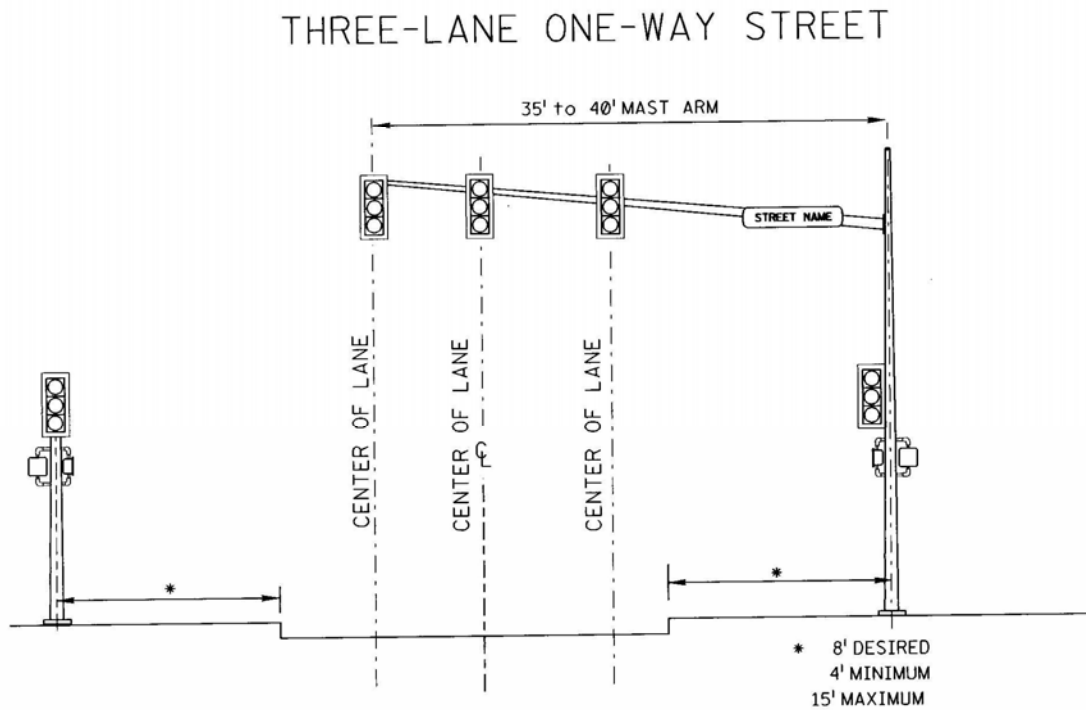 THREE-LANE ONE-WAY STREET
35' to 40' MAST ARM
STREET NAME
CENTER OF LANE
CENTER OF LANE
CL
CENTER OF LANE
*
*
* 8' DESIRED
4' MINIMUM
15' MAXIMUM